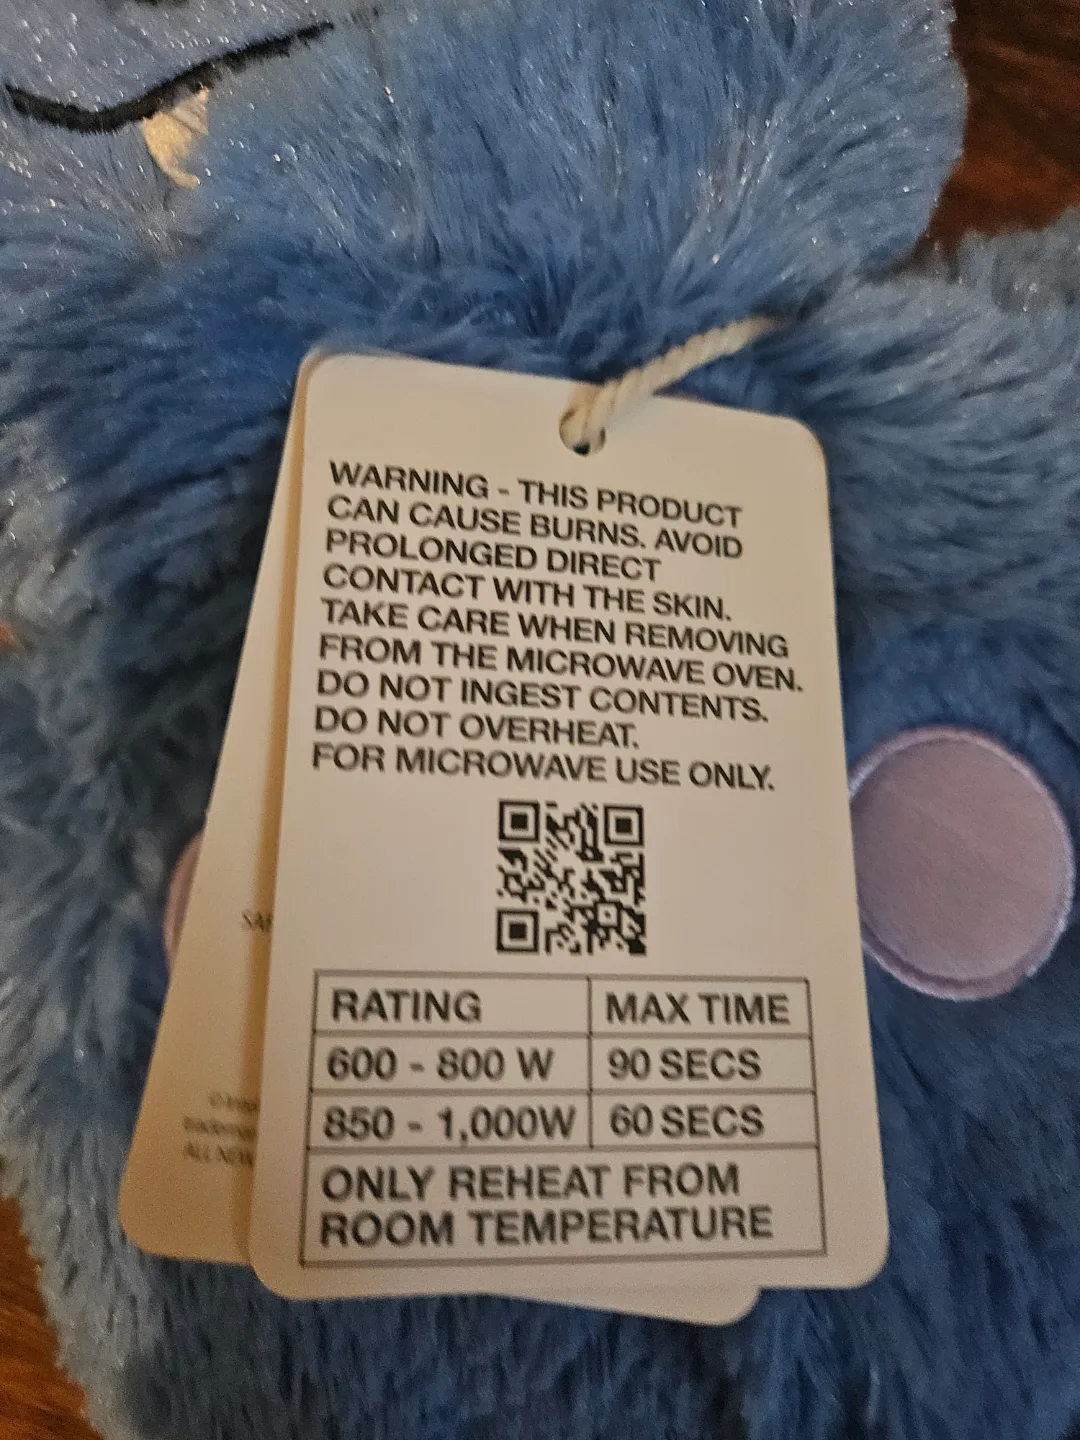 WARNING - THIS PRODUCT
CAN CAUSE BURNS. AVOID
PROLONGED DIRECT
CONTACT WITH THE SKIN.
TAKE CARE WHEN REMOVING
FROM THE MICROWAVE OVEN.
DO NOT INGEST CONTENTS.
DO NOT OVERHEAT.
FOR MICROWAVE USE ONLY.
RATING MAX TIME
600 - 800 W 90 SECS
850 - 1,000W 60 SECS
ONLY REHEAT FROM
ROOM TEMPERATURE
ALL NEW